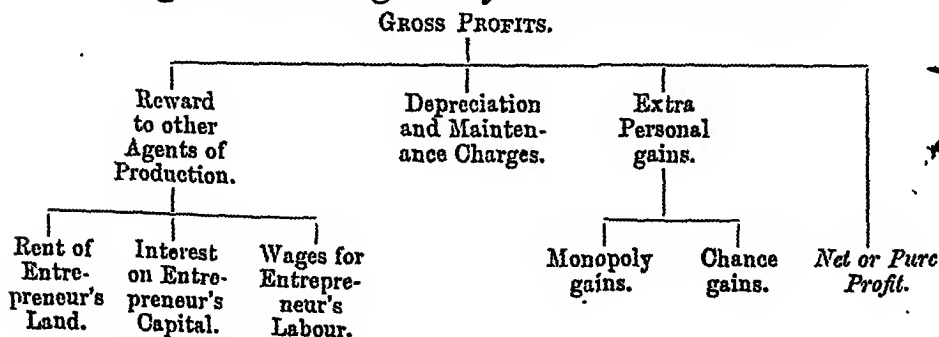 GROSS PROFITS.
Reward
to other
Agents of
Production.
Depreciation
and Mainten-
ance Charges.
Extra
Personal
gains.
Rent of
Entre-
preneur's
Land.
Interest
on Entre-
preneur's
Capital.
Wages for
Entrepre-
neur's
Labour.
Monopoly
gains.
Chance
gains.
Net or Pure
Profit.